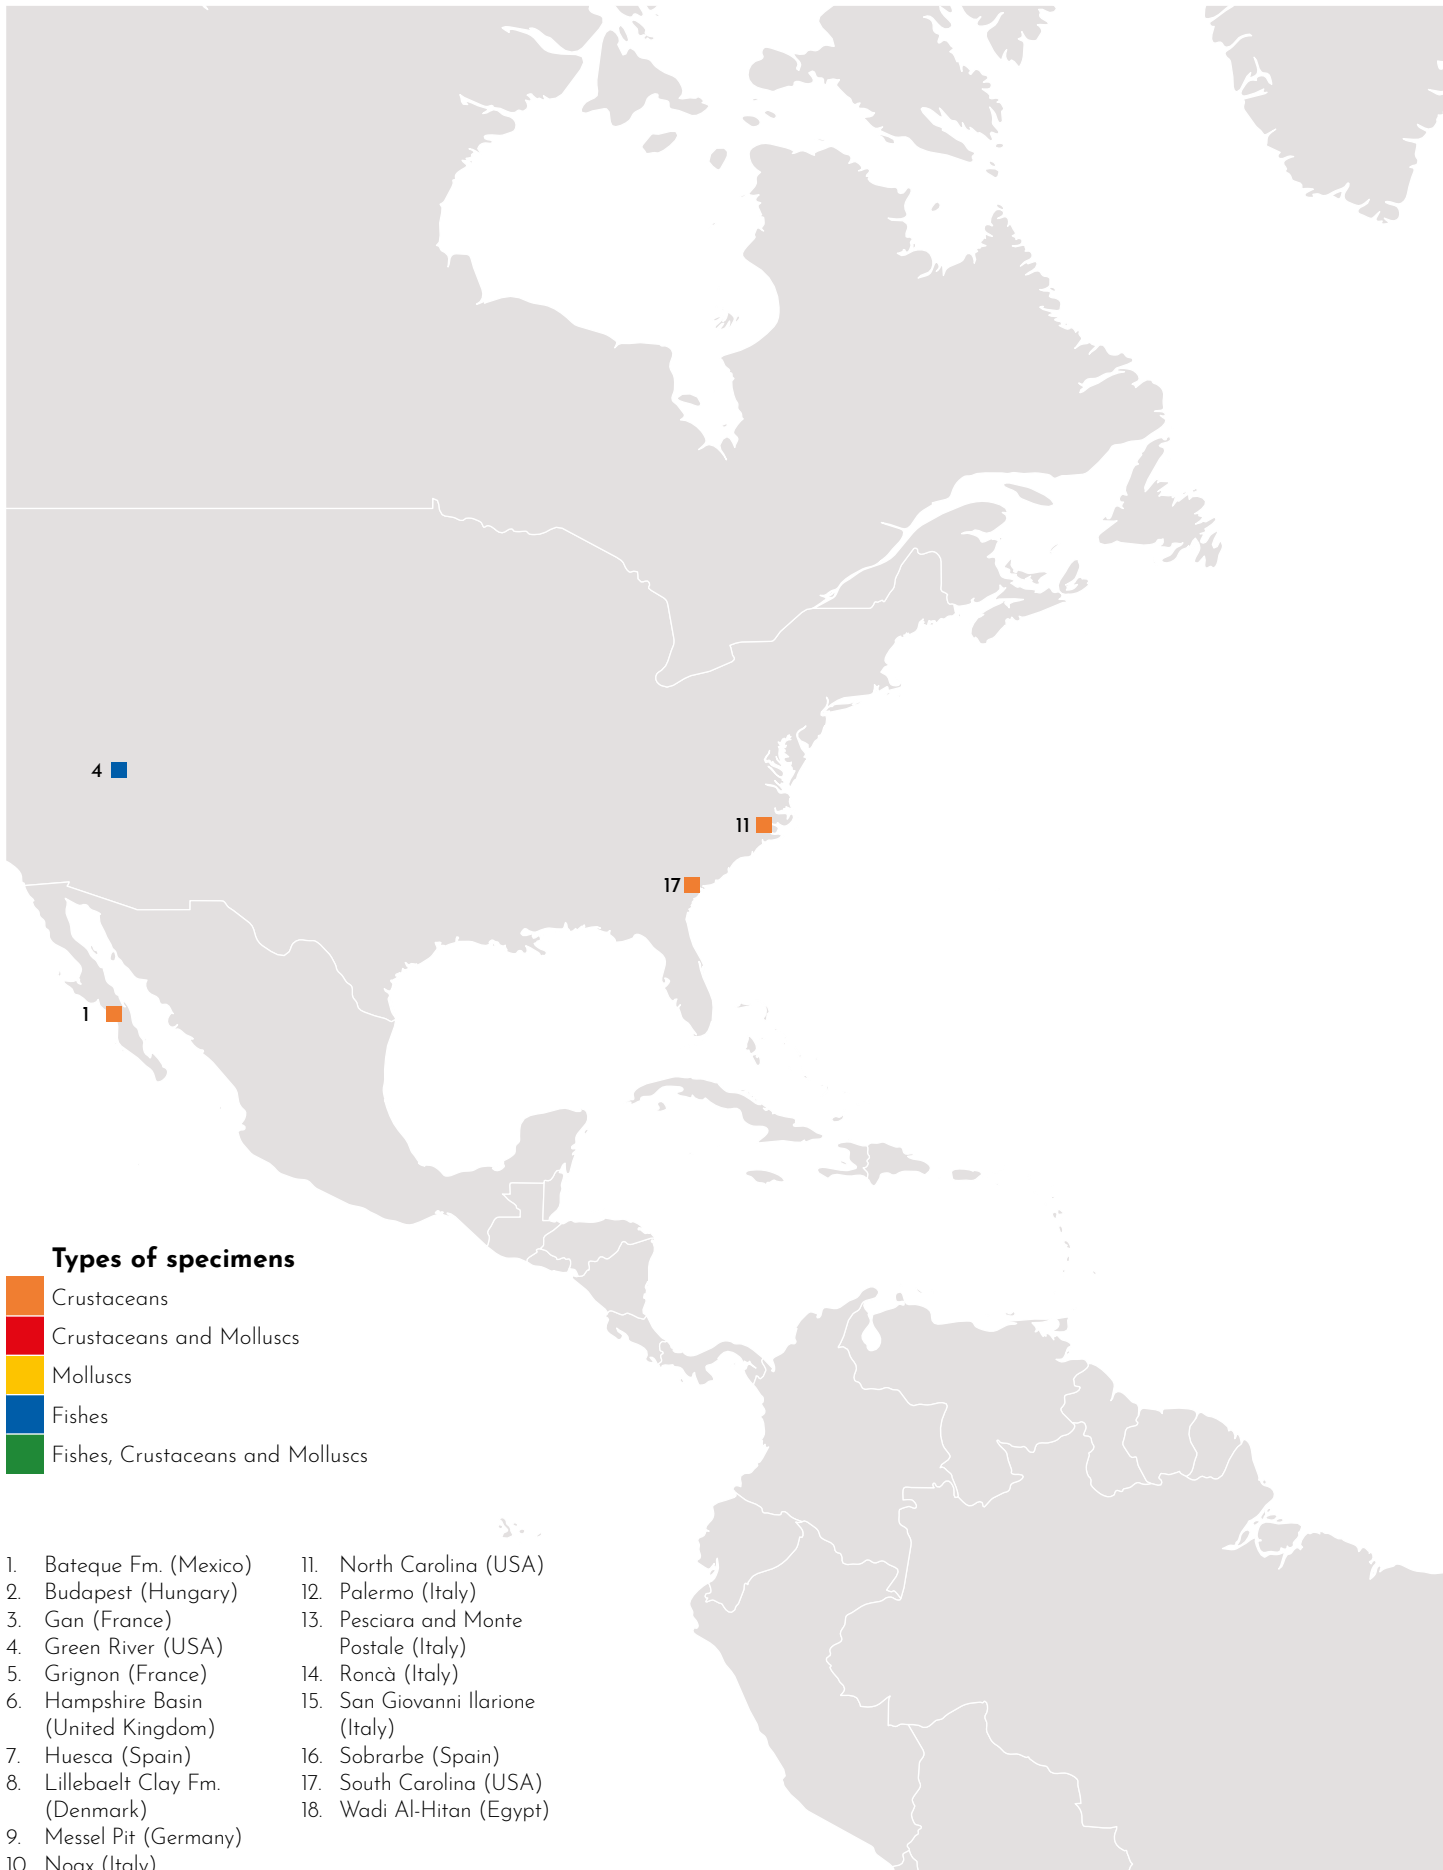 4
11
17
1
Types of specimens
Crustaceans
Crustaceans and Molluscs
Molluscs
Fishes
Fishes, Crustaceans and Molluscs
1. Bateque Fm. (Mexico)
2. Budapest (Hungary)
3. Gan (France)
4. Green River (USA)
5. Grignon (France)
6. Hampshire Basin
(United Kingdom)
7. Huesca (Spain)
8. Lillebaelt Clay Fm.
(Denmark)
9. Messel Pit (Germany)
10. Noax (Italy)
11. North Carolina (USA)
12. Palermo (Italy)
13. Pesciara and Monte
Postale (Italy)
14. Roncà (Italy)
15. San Giovanni Ilarione
(Italy)
16. Sobrarbe (Spain)
17. South Carolina (USA)
18. Wadi Al-Hitan (Egypt)